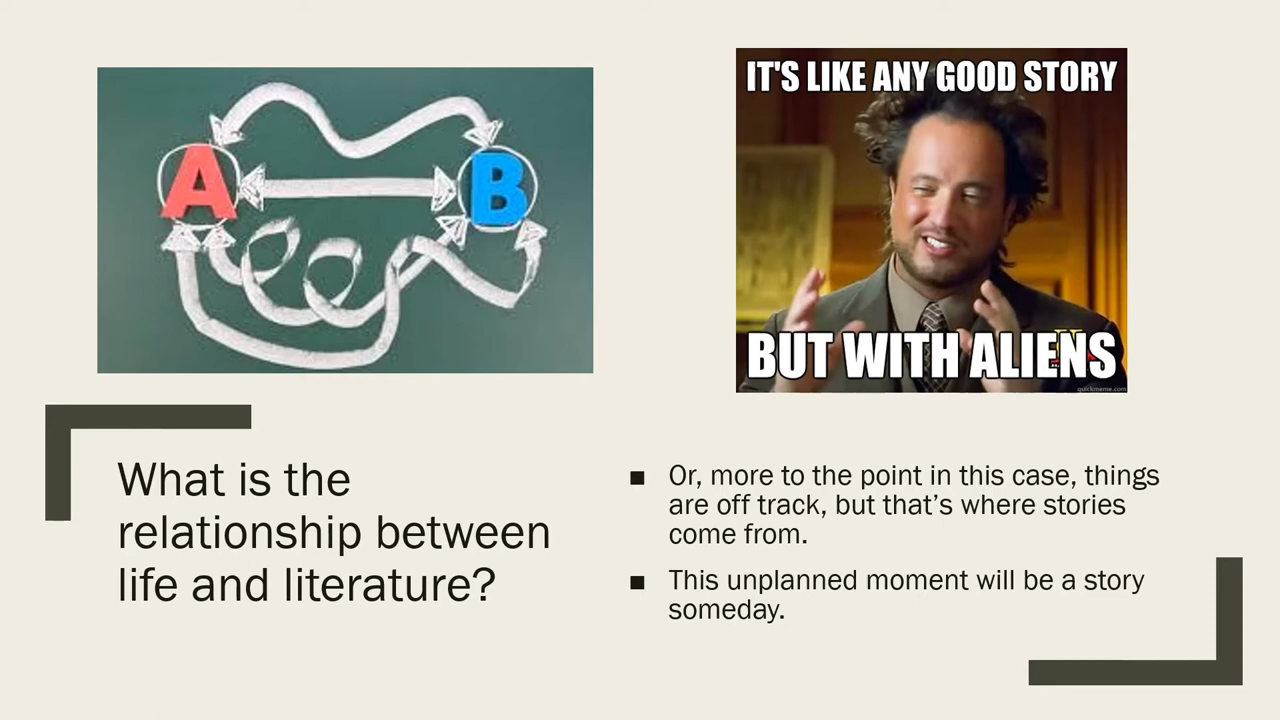 A
B
IT'S LIKE ANY GOOD STORY
BUT WITH ALIENS
quickmeme.com
What is the
relationship between
life and literature?
■ Or, more to the point in this case, things
are off track, but that’s where stories
come from.
■ This unplanned moment will be a story
someday.